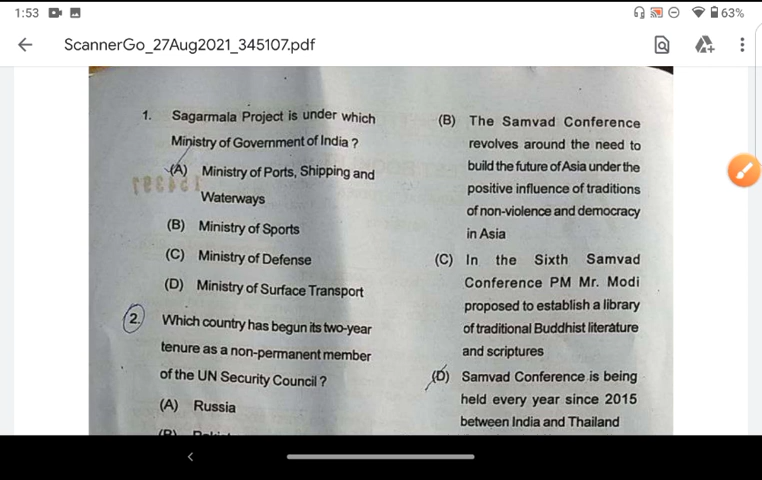 1:53
63%
ScannerGo_27Aug2021_345107.pdf
1. Sagarmala Project is under which
Ministry of Government of India ?
(A) Ministry of Ports, Shipping and
Waterways
(B) Ministry of Sports
(C) Ministry of Defense
(D) Ministry of Surface Transport
2. Which country has begun its two-year
tenure as a non-permanent member
of the UN Security Council ?
(A) Russia
(B)
(B) The Samvad Conference
revolves around the need to
build the future of Asia under the
positive influence of traditions
of non-violence and democracy
in Asia
(C) In the Sixth Samvad
Conference PM Mr. Modi
proposed to establish a library
of traditional Buddhist literature
and scriptures
(D) Samvad Conference is being
held every year since 2015
between India and Thailand